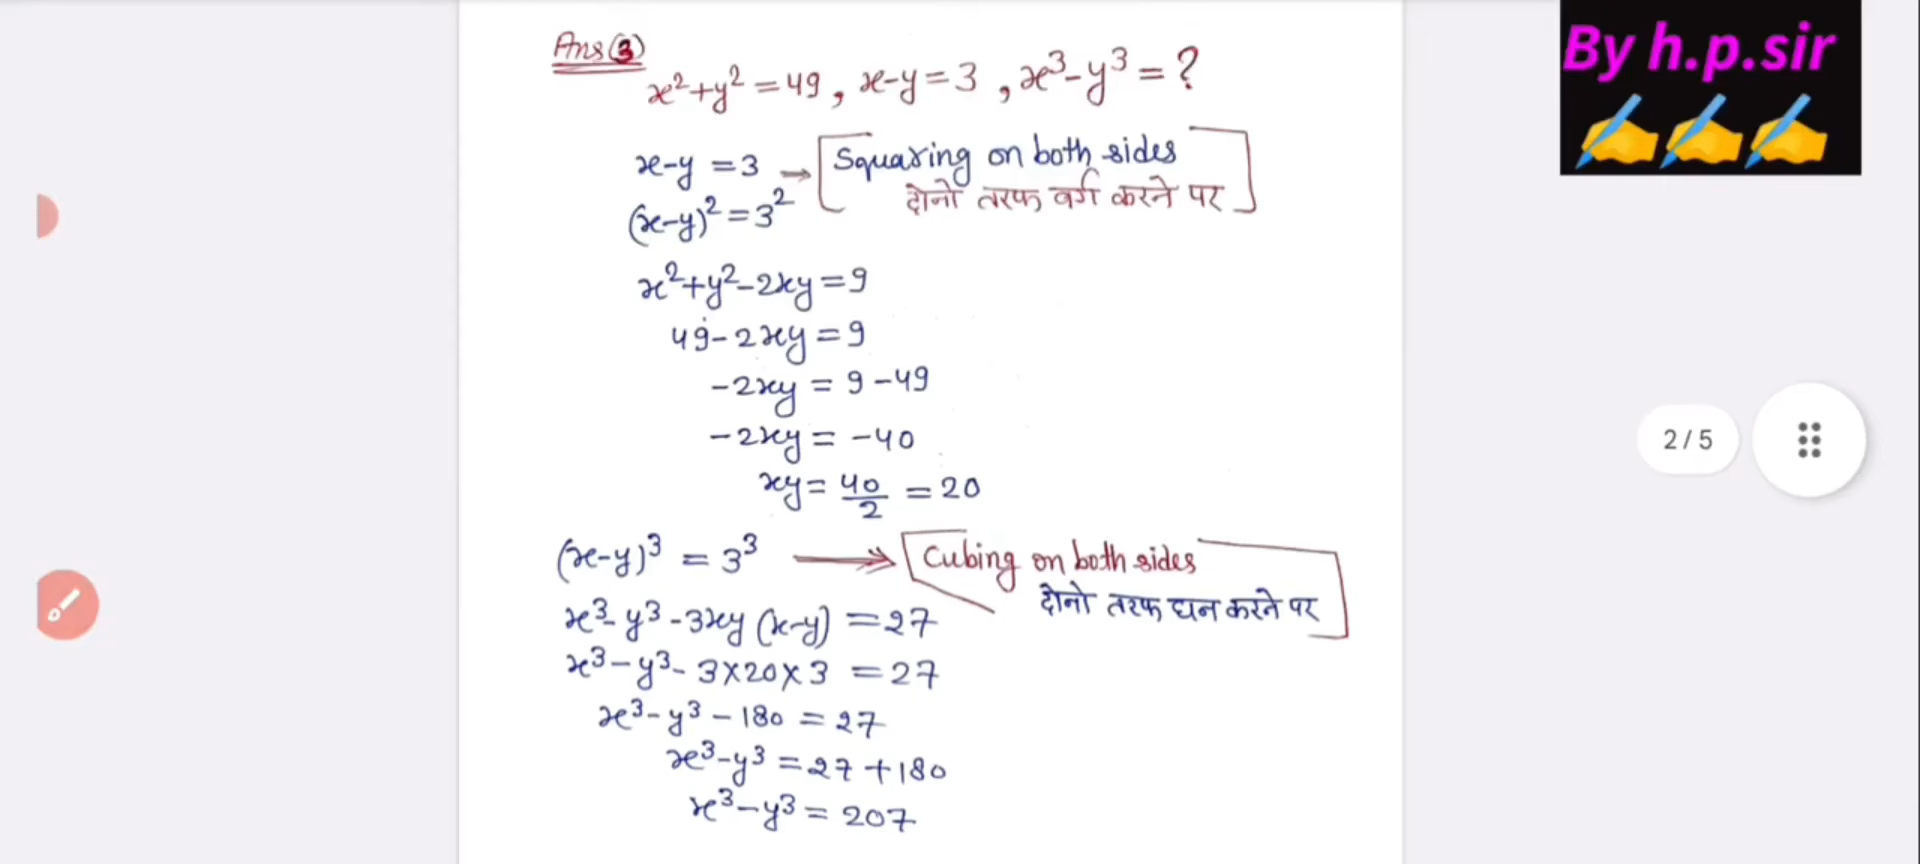 Ans (3)
x²+y² = 49, x-y = 3, x³-y³ = ?
x-y = 3 → [Squaring on both sides
दोनो तरफ वर्ग करने पर]
(x-y)² = 3²
x²+y²-2xy = 9
49-2xy = 9
-2xy = 9-49
-2xy = -40
xy = 40/2 = 20
(x-y)³ = 3³ → [Cubing on both sides
दोनो तरफ घन करने पर]
x³-y³-3xy (x-y) = 27
x³-y³-3×20×3 = 27
x³-y³-180 = 27
x³-y³ = 27+180
x³-y³ = 207
By h.p.sir
✍✍✍
2/5